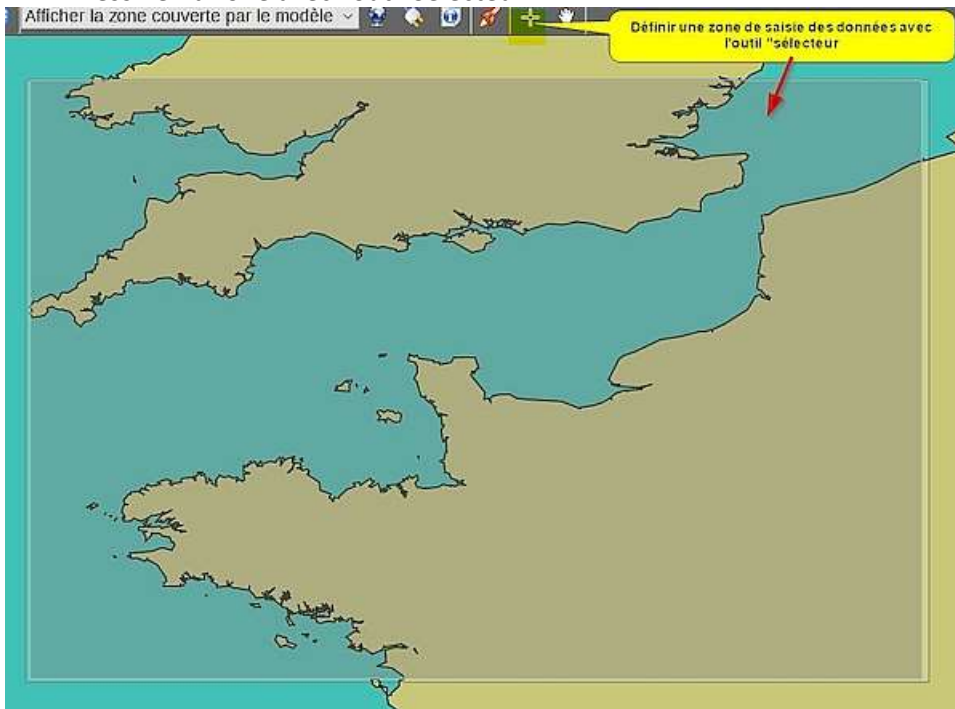 Afficher la zone couverte par le modèle
Définir une zone de saisie des données avec
l'outil "sélecteur